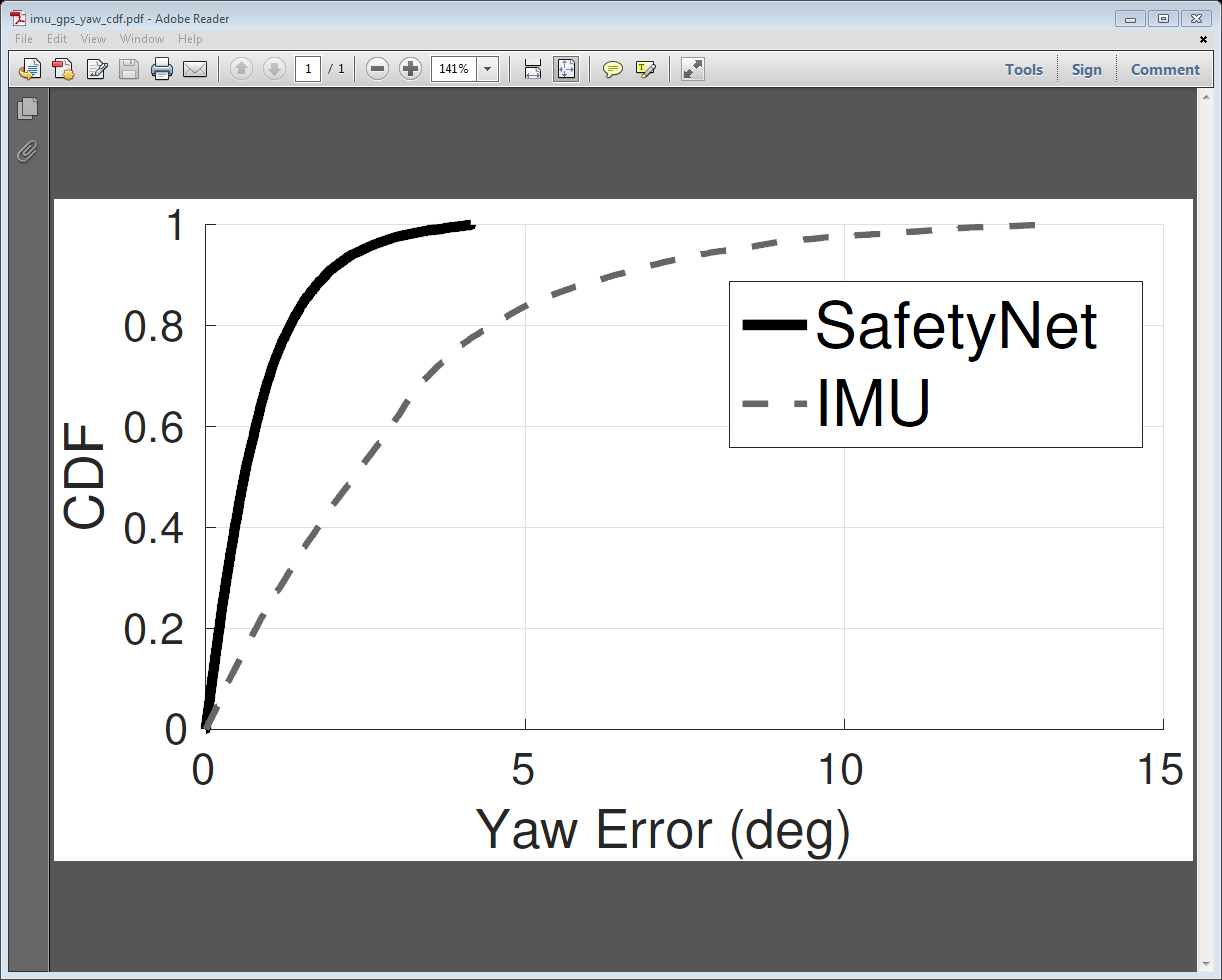 imu_gps_yaw_cdf.pdf - Adobe Reader
File Edit View Window Help
1 / 1 141% Tools Sign Comment
1
0.8
0.6
0.4
0.2
0
CDF
SafetyNet
IMU
0 5 10 15
Yaw Error (deg)